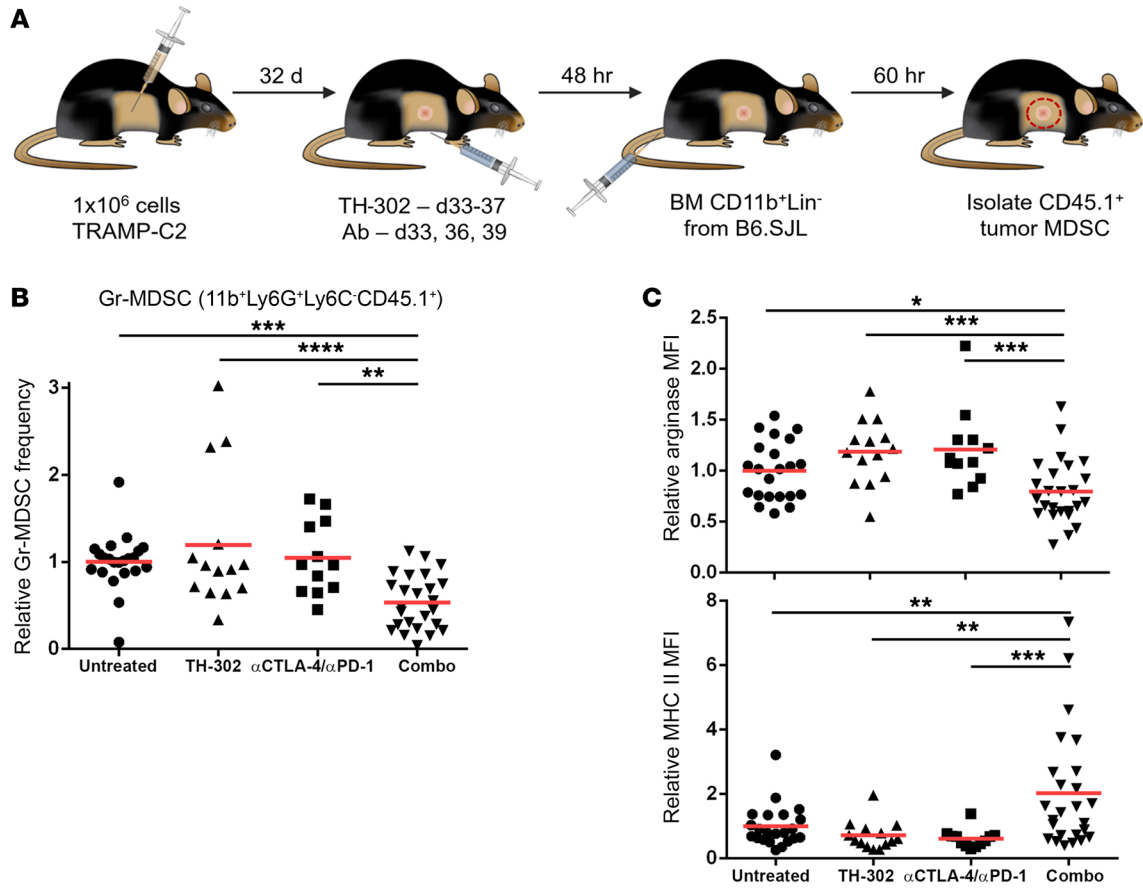 A
32 d
48 hr
60 hr
1x10⁶ cells
TRAMP-C2
TH-302 – d33-37
Ab – d33, 36, 39
BM CD11b⁺Lin⁻
from B6.SJL
Isolate CD45.1⁺
tumor MDSC
B
Gr-MDSC (11b⁺Ly6G⁺Ly6C⁻CD45.1⁺)
***
****
**
Relative Gr-MDSC frequency
3
2
1
0
Untreated
TH-302
αCTLA-4/αPD-1
Combo
C
*
***
***
Relative arginase MFI
2.5
2.0
1.5
1.0
0.5
0.0
**
**
***
Relative MHC II MFI
8
6
4
2
0
Untreated
TH-302
αCTLA-4/αPD-1
Combo